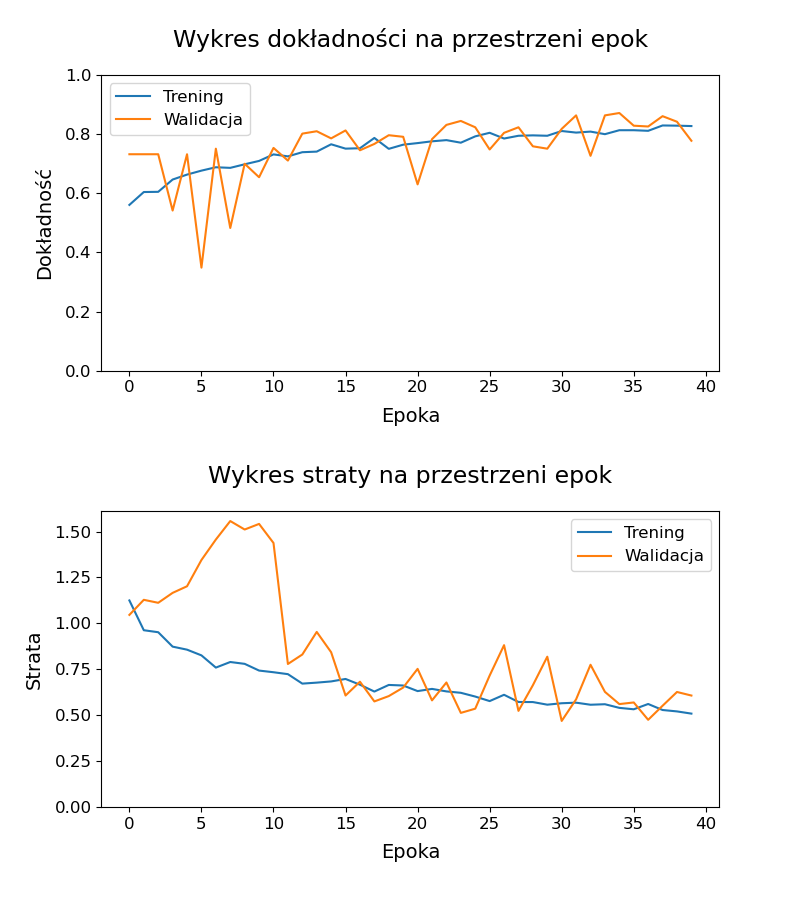 Wykres dokładności na przestrzeni epok
1.0
0.8
0.6
0.4
0.2
0.0
Dokładność
Trening
Walidacja
0 5 10 15 20 25 30 35 40
Epoka
Wykres straty na przestrzeni epok
1.50
1.25
1.00
0.75
0.50
0.25
0.00
Strata
Trening
Walidacja
0 5 10 15 20 25 30 35 40
Epoka